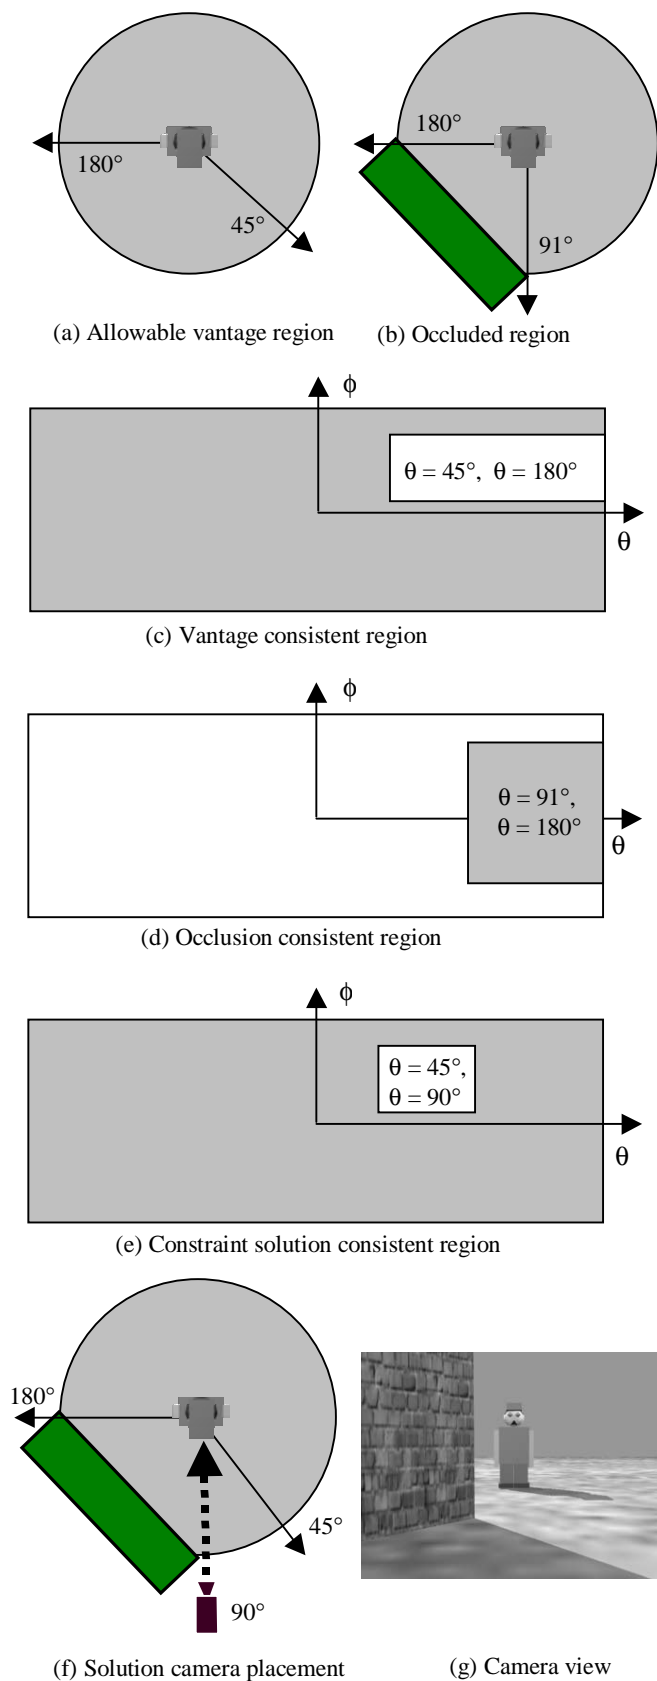 180°
45°
180°
91°
(a) Allowable vantage region
(b) Occluded region
ϕ
θ = 45°, θ = 180°
θ
(c) Vantage consistent region
ϕ
θ = 91°,
θ = 180°
θ
(d) Occlusion consistent region
ϕ
θ = 45°,
θ = 90°
θ
(e) Constraint solution consistent region
180°
45°
90°
(f) Solution camera placement
(g) Camera view